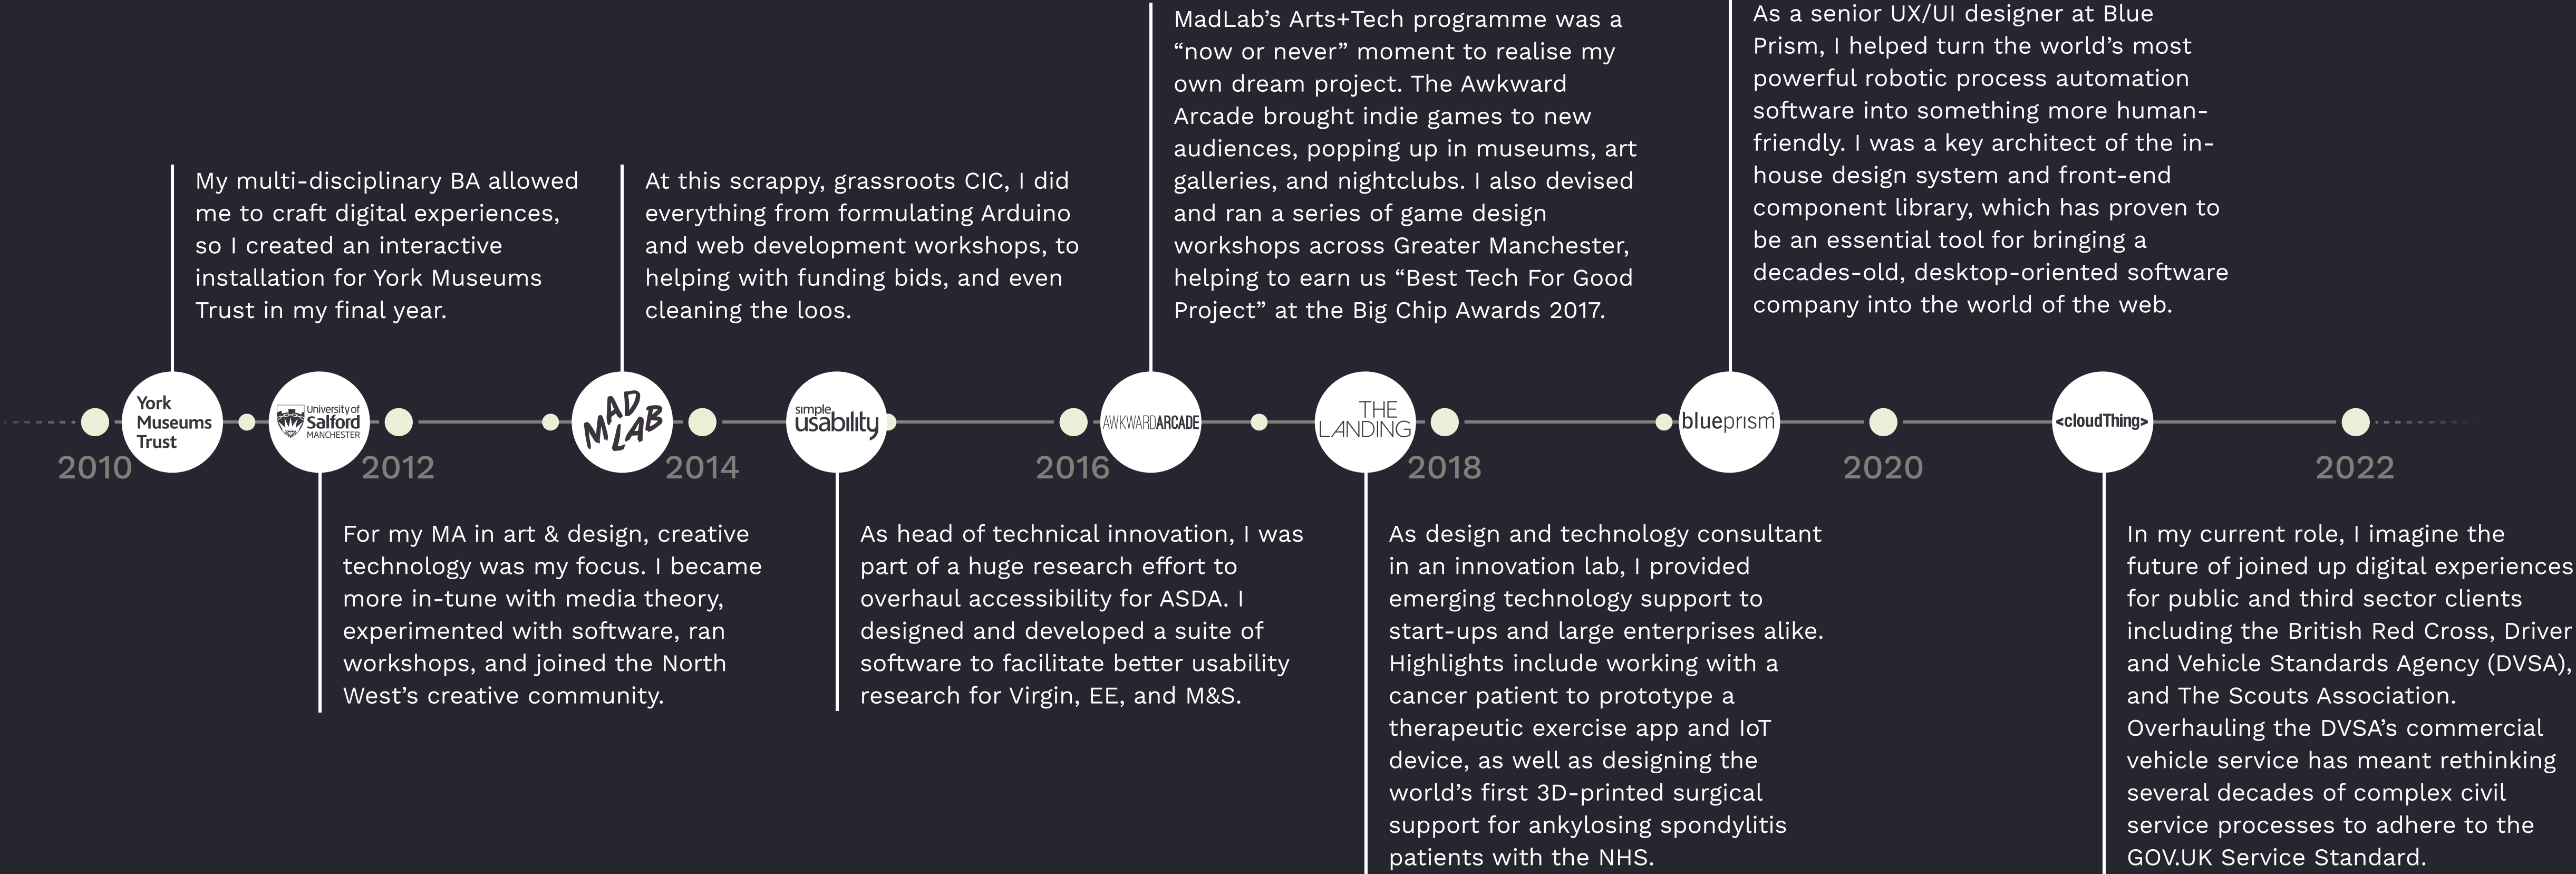 My multi-disciplinary BA allowed
me to craft digital experiences,
so I created an interactive
installation for York Museums
Trust in my final year.
At this scrappy, grassroots CIC, I did
everything from formulating Arduino
and web development workshops, to
helping with funding bids, and even
cleaning the loos.
MadLab’s Arts+Tech programme was a
“now or never” moment to realise my
own dream project. The Awkward
Arcade brought indie games to new
audiences, popping up in museums, art
galleries, and nightclubs. I also devised
and ran a series of game design
workshops across Greater Manchester,
helping to earn us “Best Tech For Good
Project” at the Big Chip Awards 2017.
As a senior UX/UI designer at Blue
Prism, I helped turn the world’s most
powerful robotic process automation
software into something more human-
friendly. I was a key architect of the in-
house design system and front-end
component library, which has proven to
be an essential tool for bringing a
decades-old, desktop-oriented software
company into the world of the web.
York
Museums
Trust
University of
Salford
MANCHESTER
MAD
LAB
simple
usability
AWKWARDARCADE
THE
LANDING
blueprism®
<cloudThing>
2010
2012
2014
2016
2018
2020
2022
For my MA in art & design, creative
technology was my focus. I became
more in-tune with media theory,
experimented with software, ran
workshops, and joined the North
West’s creative community.
As head of technical innovation, I was
part of a huge research effort to
overhaul accessibility for ASDA. I
designed and developed a suite of
software to facilitate better usability
research for Virgin, EE, and M&S.
As design and technology consultant
in an innovation lab, I provided
emerging technology support to
start-ups and large enterprises alike.
Highlights include working with a
cancer patient to prototype a
therapeutic exercise app and IoT
device, as well as designing the
world’s first 3D-printed surgical
support for ankylosing spondylitis
patients with the NHS.
In my current role, I imagine the
future of joined up digital experiences
for public and third sector clients
including the British Red Cross, Driver
and Vehicle Standards Agency (DVSA),
and The Scouts Association.
Overhauling the DVSA’s commercial
vehicle service has meant rethinking
several decades of complex civil
service processes to adhere to the
GOV.UK Service Standard.